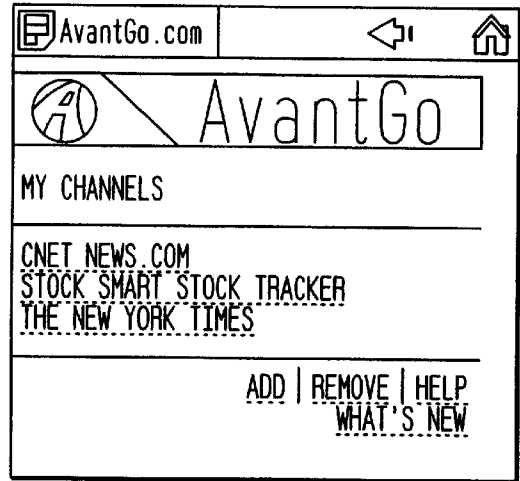 AvantGo.com
AvantGo
MY CHANNELS
CNET NEWS.COM
STOCK SMART STOCK TRACKER
THE NEW YORK TIMES
ADD | REMOVE | HELP
WHAT'S NEW